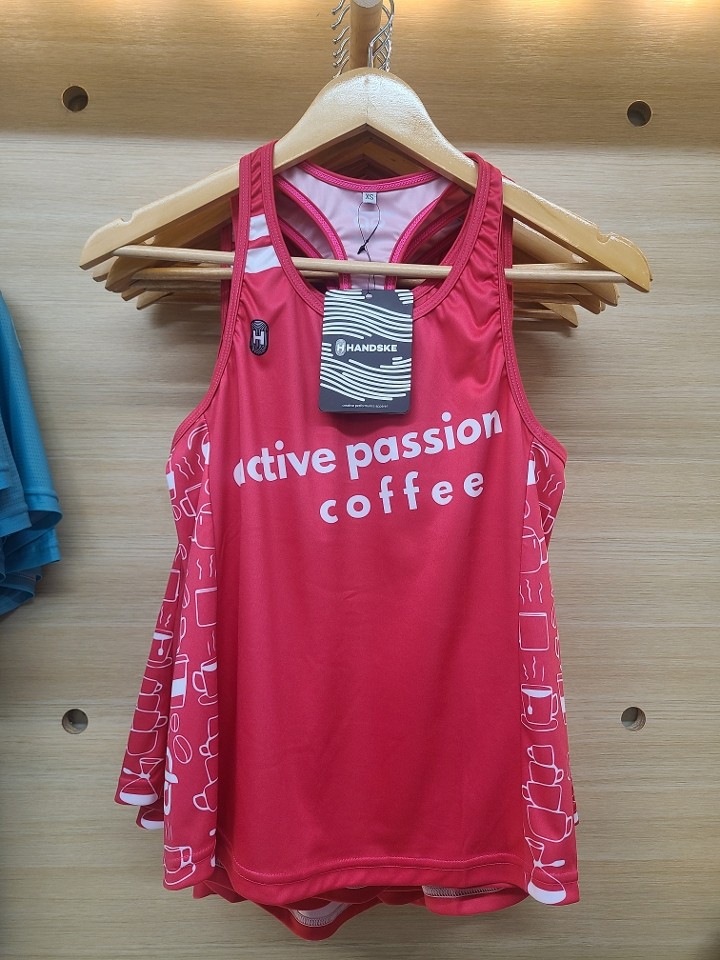 XS
H
HANDSKE
active passion
coffee